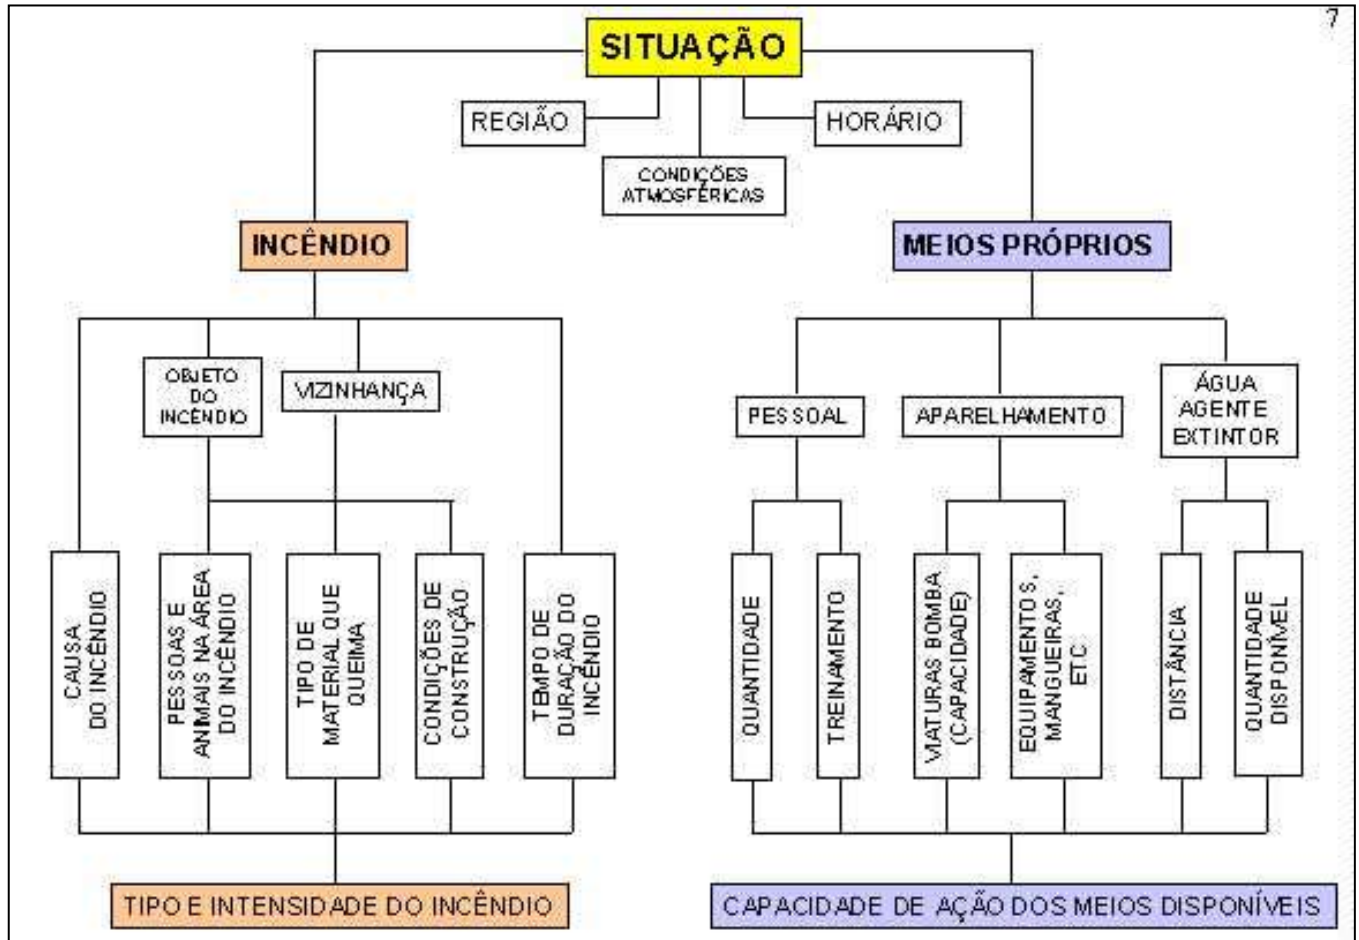 7
SITUAÇÃO
REGIÃO
HORÁRIO
CONDIÇÕES
ATMOSFÉRICAS
INCÊNDIO
MEIOS PRÓPRIOS
OBJETO
DO
INCÊNDIO
VIZINHANÇA
PESSOAL
APARELHAMENTO
ÁGUA
AGENTE
EXTINTOR
CAUSA
DO INCÊNDIO
PESSOAS E
ANIMAIS NA ÁREA
DO INCÊNDIO
TIPO DE
MATERIAL QUE
QUEIMA
CONDIÇÕES DE
CONSTRUÇÃO
TEMPO DE
DURAÇÃO DO
INCÊNDIO
QUANTIDADE
TREINAMENTO
VIATURAS BOMBA
(CAPACIDADE)
EQUIPAMENTOS,
MANGUEIRAS,
ETC
DISTÂNCIA
QUANTIDADE
DISPONÍVEL
TIPO E INTENSIDADE DO INCÊNDIO
CAPACIDADE DE AÇÃO DOS MEIOS DISPONÍVEIS